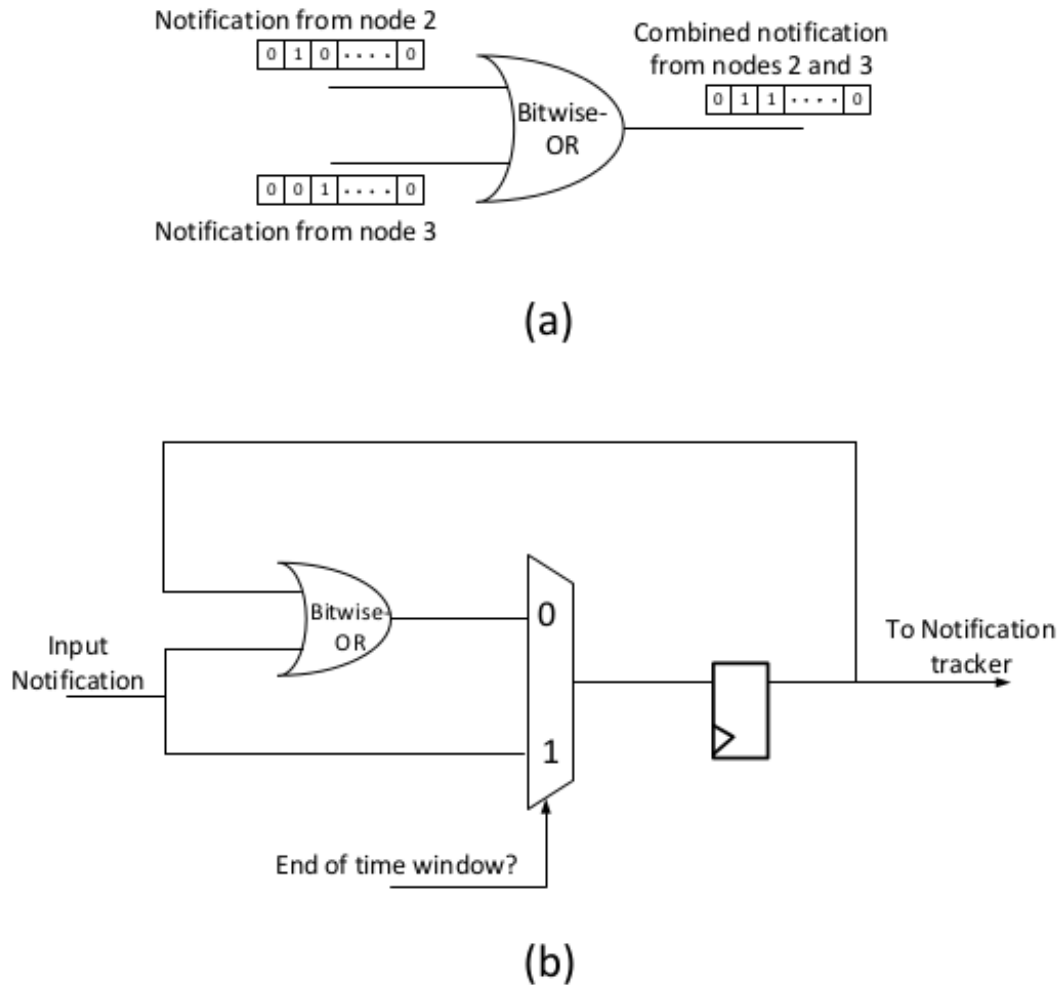 Notification from node 2
0 1 0 · · · · 0
Combined notification
from nodes 2 and 3
0 1 1 · · · · 0
Bitwise-
OR
0 0 1 · · · · 0
Notification from node 3
(a)
Bitwise-
OR
0
Input
Notification
To Notification
tracker
1
End of time window?
(b)